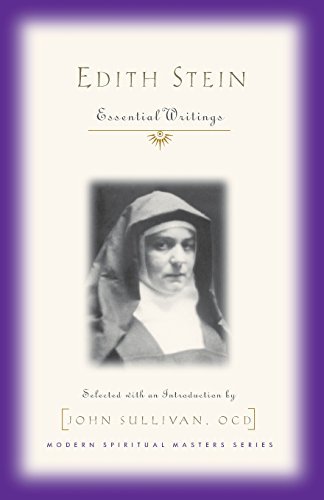 EDITH STEIN
Essential Writings
Selected with an Introduction by
[JOHN SULLIVAN, OCD]
MODERN SPIRITUAL MASTERS SERIES